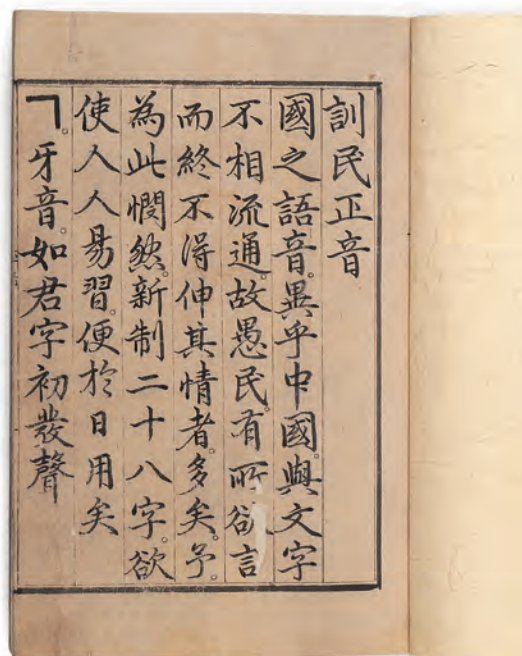 訓民正音
國之語音。異乎中國。與文字
不相流通。故愚民。有所欲言
而終不得伸其情者。多矣。予。
為此憫然。新制二十八字。欲
使人人易習。便於日用矣
ㄱ。牙音。如君字初發聲